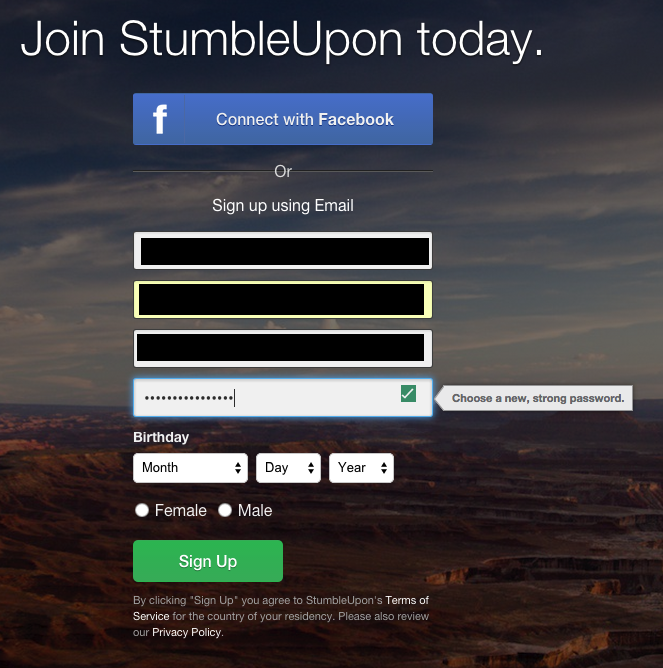 Join StumbleUpon today.
f
Connect with Facebook
Or
Sign up using Email
••••••••••••••••
Choose a new, strong password.
Birthday
Month Day Year
Female Male
Sign Up
By clicking "Sign Up" you agree to StumbleUpon's Terms of
Service for the country of your residency. Please also review
our Privacy Policy.